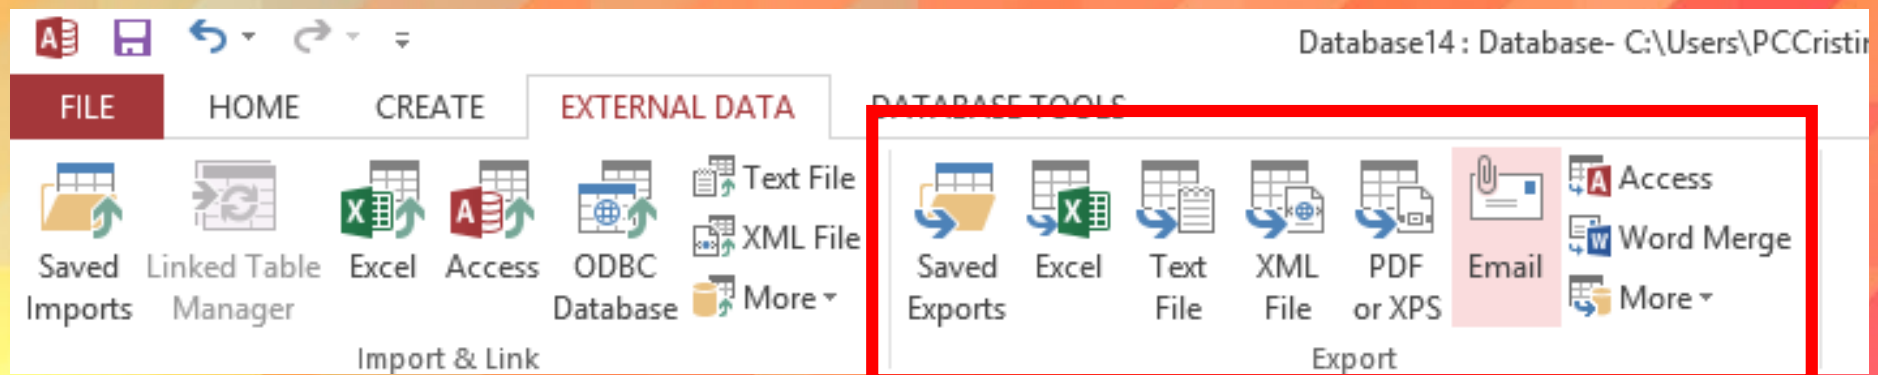 Database14 : Database- C:\Users\PCCristin
FILE HOME CREATE EXTERNAL DATA DATABASE TOOLS
Saved Imports
Linked Table Manager
Excel
Access
ODBC Database
Text File
XML File
More
Import & Link
Saved Exports
Excel
Text File
XML File
PDF or XPS
Email
Access
Word Merge
More
Export